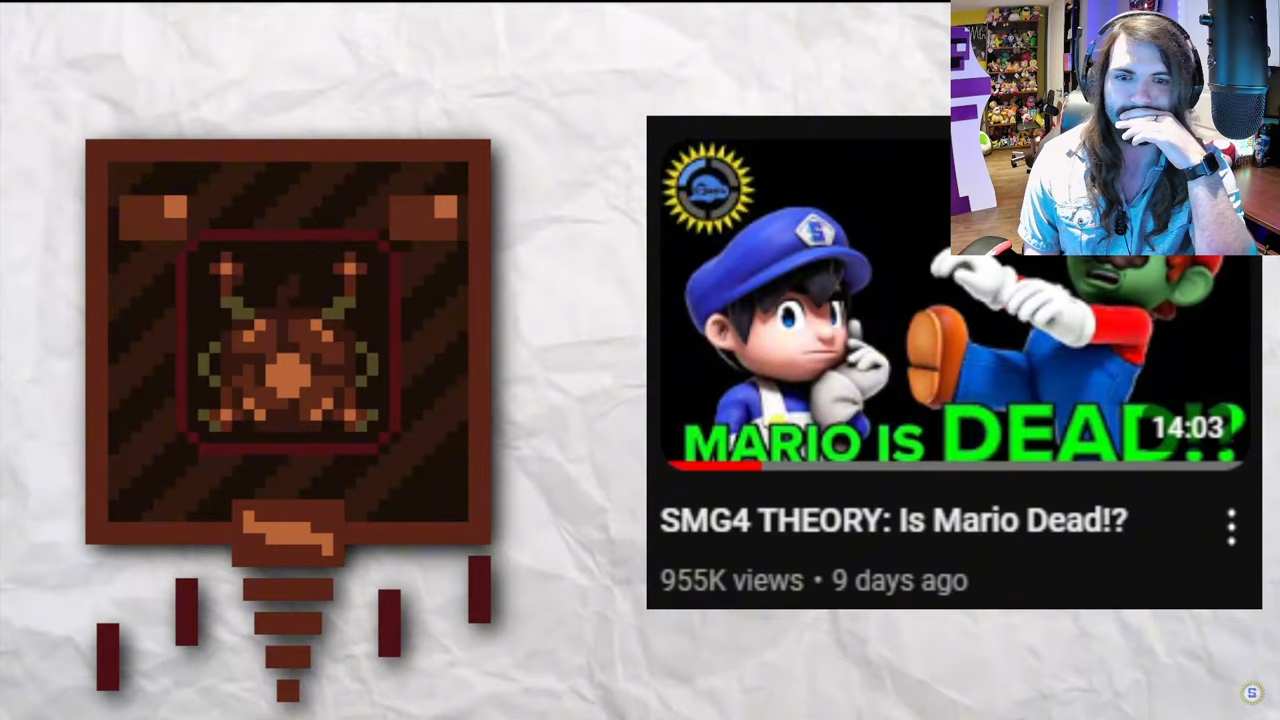 S
MARIO IS DEAD!?
14:03
SMG4 THEORY: Is Mario Dead!?
955K views • 9 days ago
S